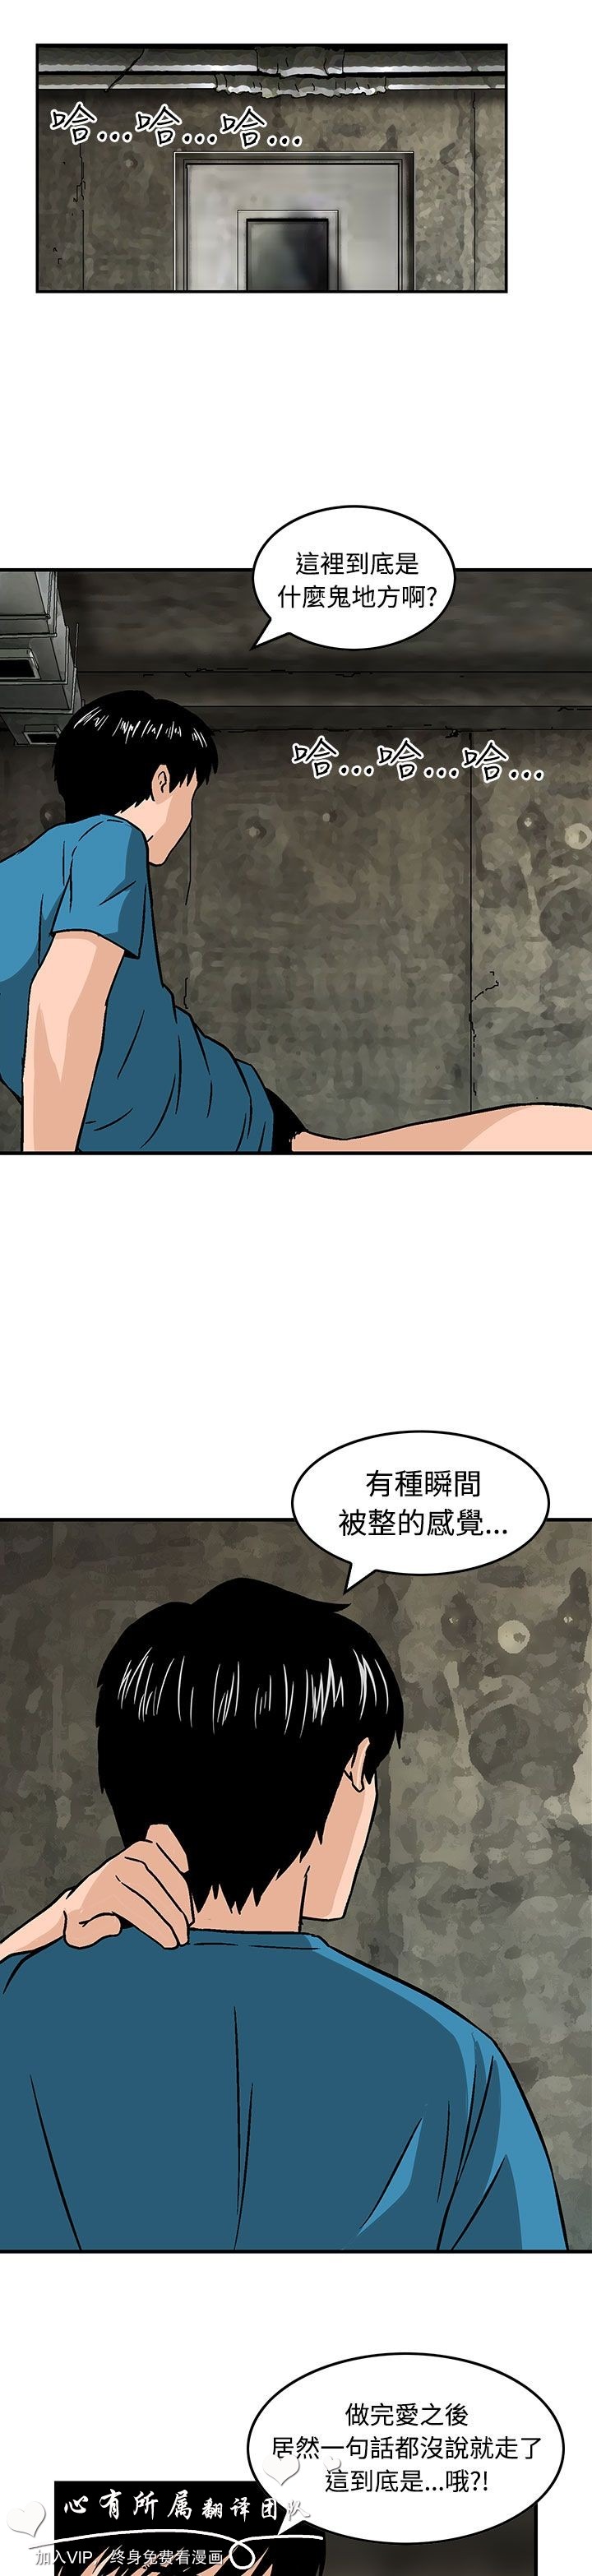 哈...哈...哈...
這裡到底是
什麼鬼地方啊?
哈...哈...哈...
有種瞬間
被整的感覺...
做完愛之後
居然一句話都沒說就走了
這到底是...哦?!
心有所属翻译团队
加入VIP，终身免费看漫画